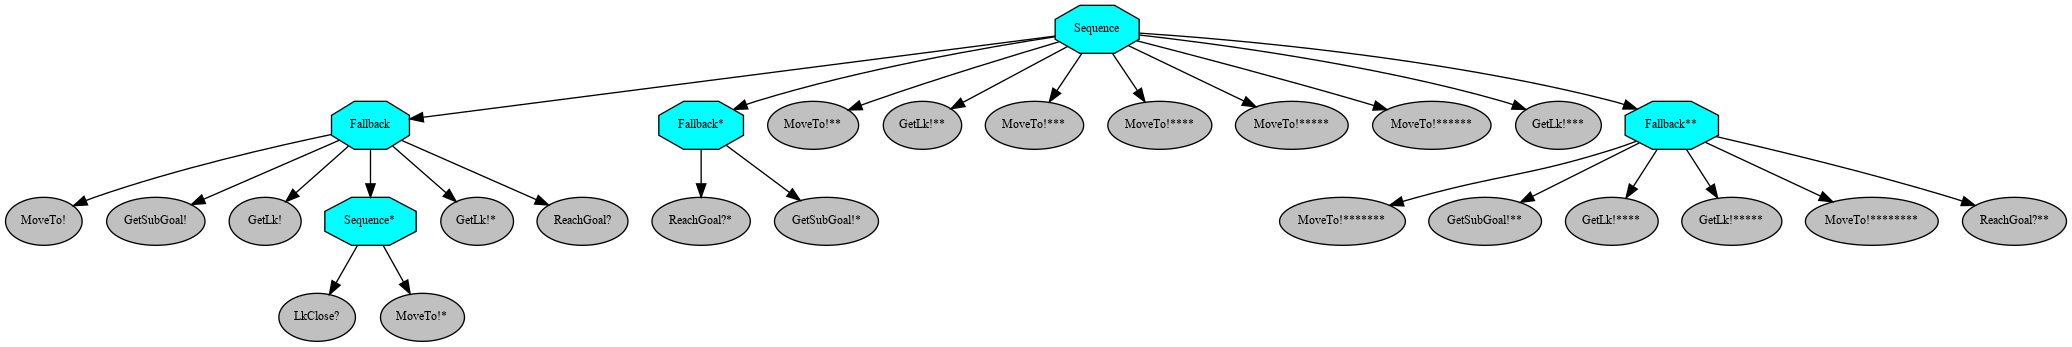 Sequence
Fallback
Fallback*
MoveTo!**
GetLk!**
MoveTo!***
MoveTo!****
MoveTo!*****
MoveTo!******
GetLk!***
Fallback**
MoveTo!
GetSubGoal!
GetLk!
Sequence*
GetLk!*
ReachGoal?
ReachGoal?*
GetSubGoal!*
MoveTo!*******
GetSubGoal!**
GetLk!****
GetLk!*****
MoveTo!********
ReachGoal?**
LkClose?
MoveTo!*